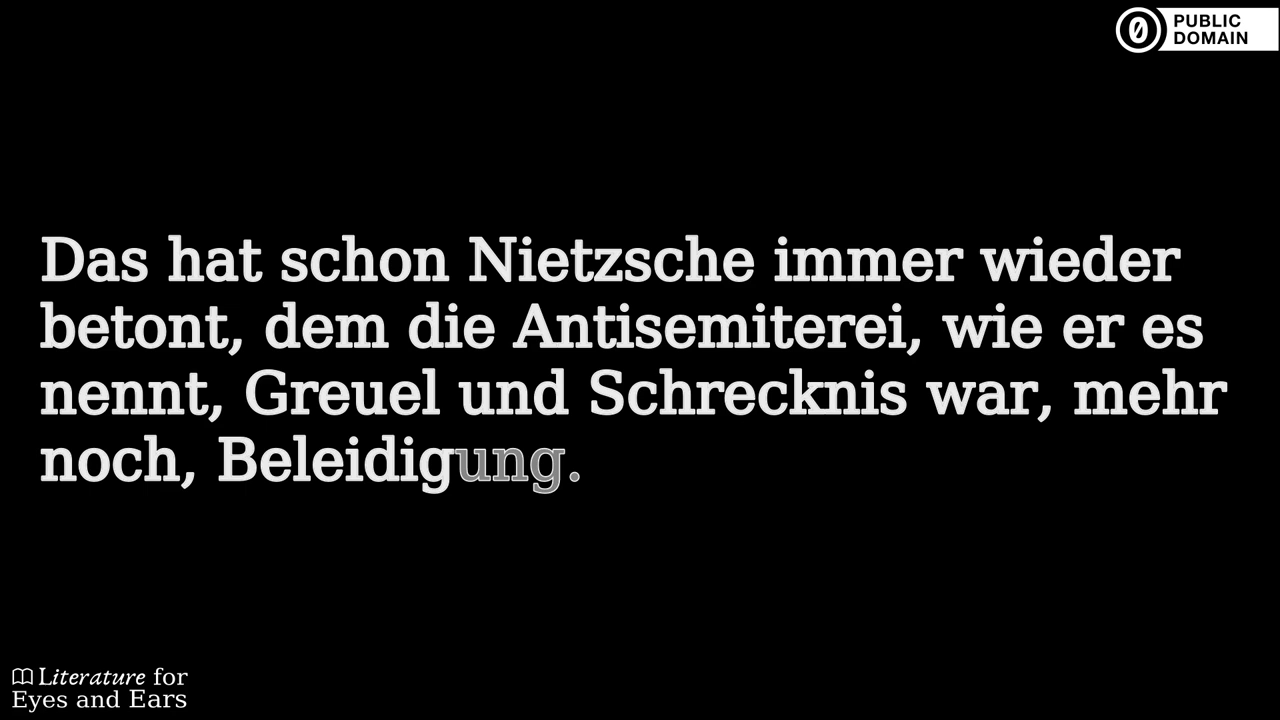 PUBLIC
DOMAIN
Das hat schon Nietzsche immer wieder
betont, dem die Antisemiterei, wie er es
nennt, Greuel und Schrecknis war, mehr
noch, Beleidigung.
Literature for
Eyes and Ears